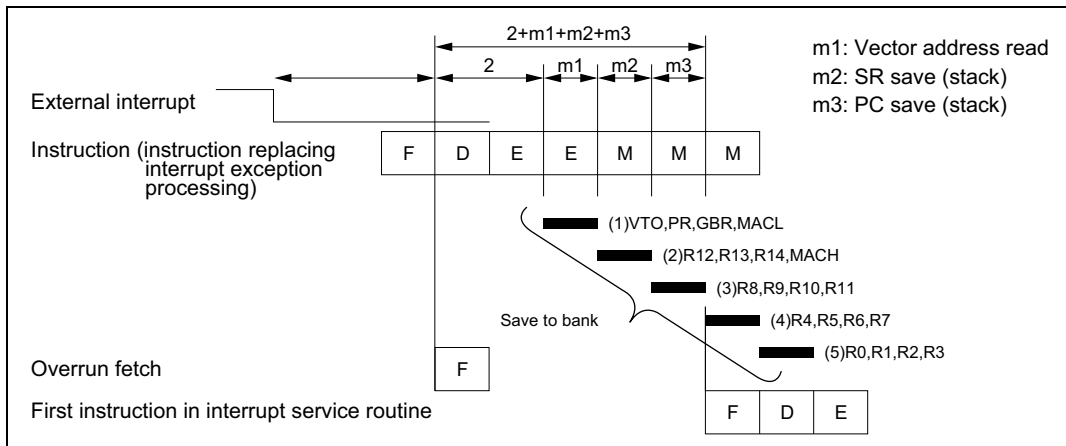 2+m1+m2+m3
m1: Vector address read
m2: SR save (stack)
m3: PC save (stack)
2 m1 m2 m3
External interrupt
Instruction (instruction replacing
interrupt exception
processing)
F D E E M M M
(1)VTO,PR,GBR,MACL
(2)R12,R13,R14,MACH
(3)R8,R9,R10,R11
Save to bank
(4)R4,R5,R6,R7
(5)R0,R1,R2,R3
Overrun fetch
F
First instruction in interrupt service routine
F D E